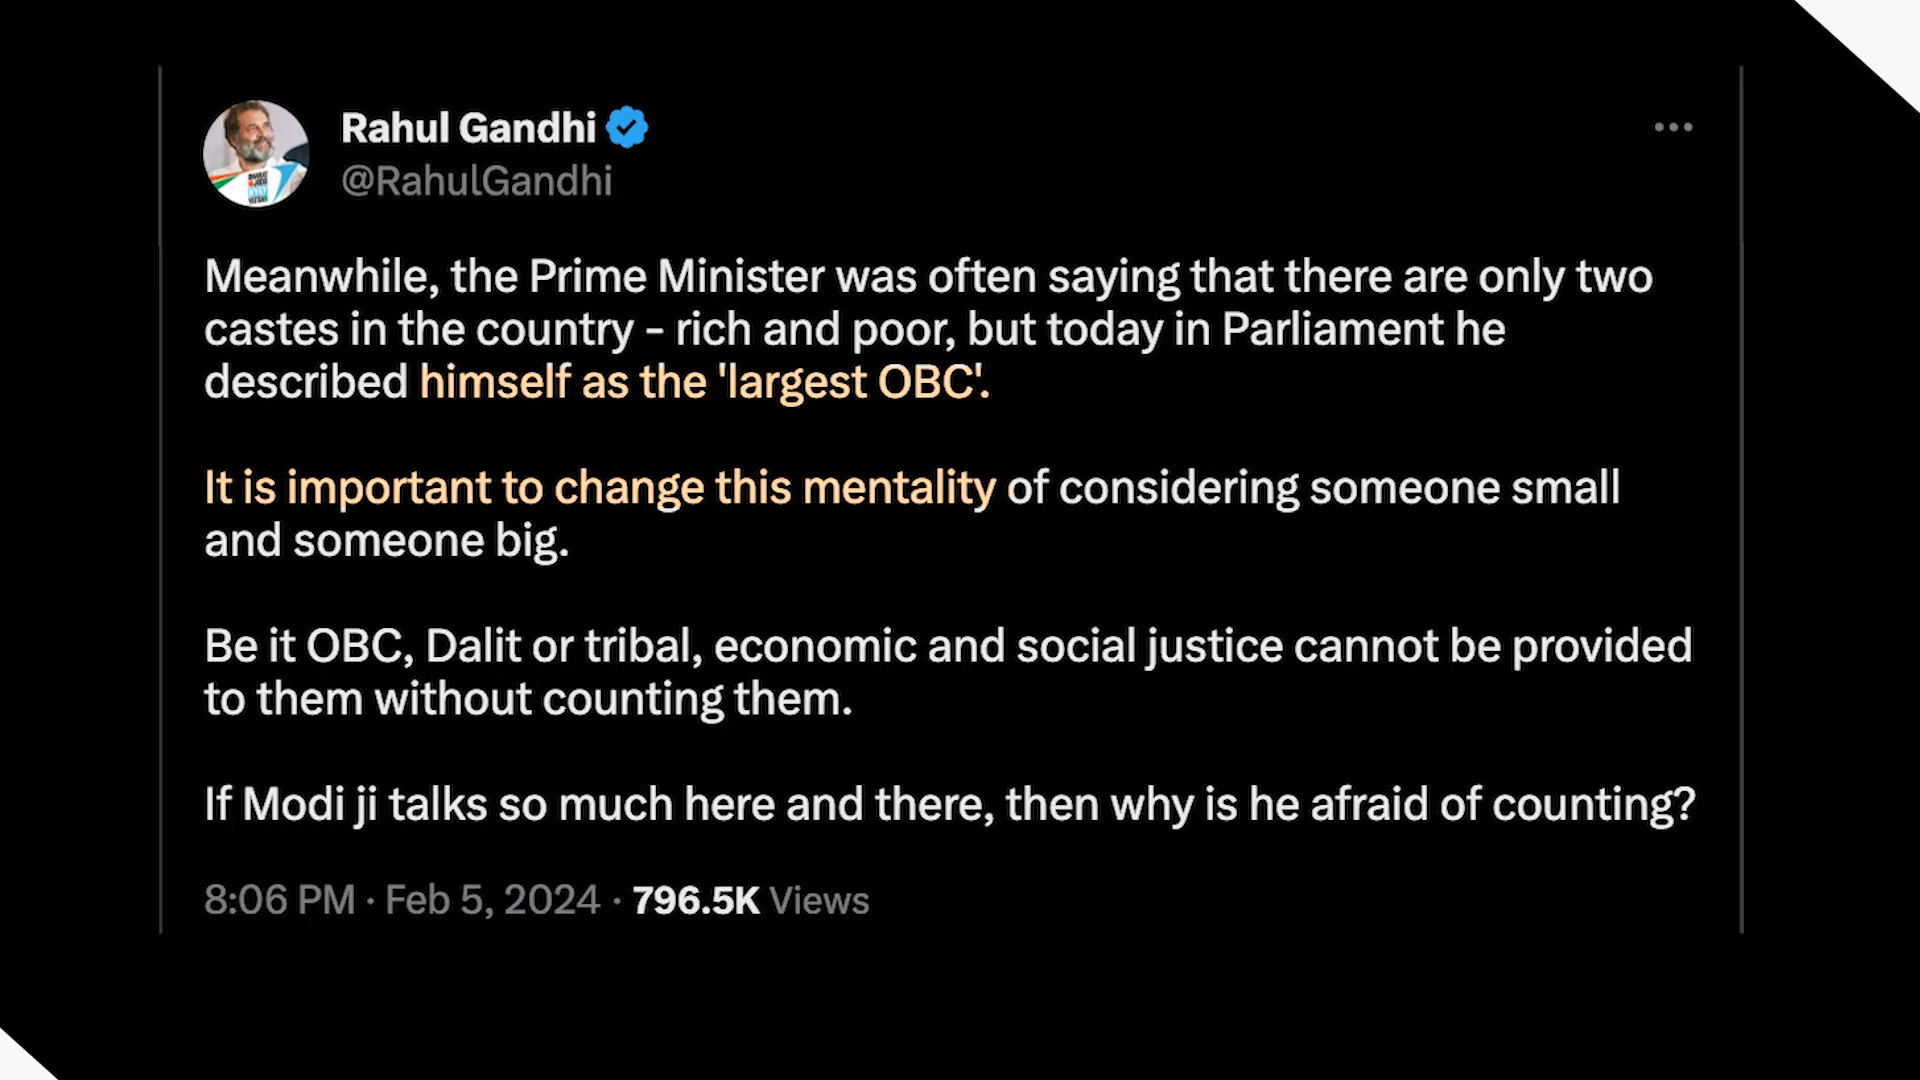 Rahul Gandhi
@RahulGandhi
Meanwhile, the Prime Minister was often saying that there are only two
castes in the country - rich and poor, but today in Parliament he
described himself as the 'largest OBC'.
It is important to change this mentality of considering someone small
and someone big.
Be it OBC, Dalit or tribal, economic and social justice cannot be provided
to them without counting them.
If Modi ji talks so much here and there, then why is he afraid of counting?
8:06 PM · Feb 5, 2024 · 796.5K Views